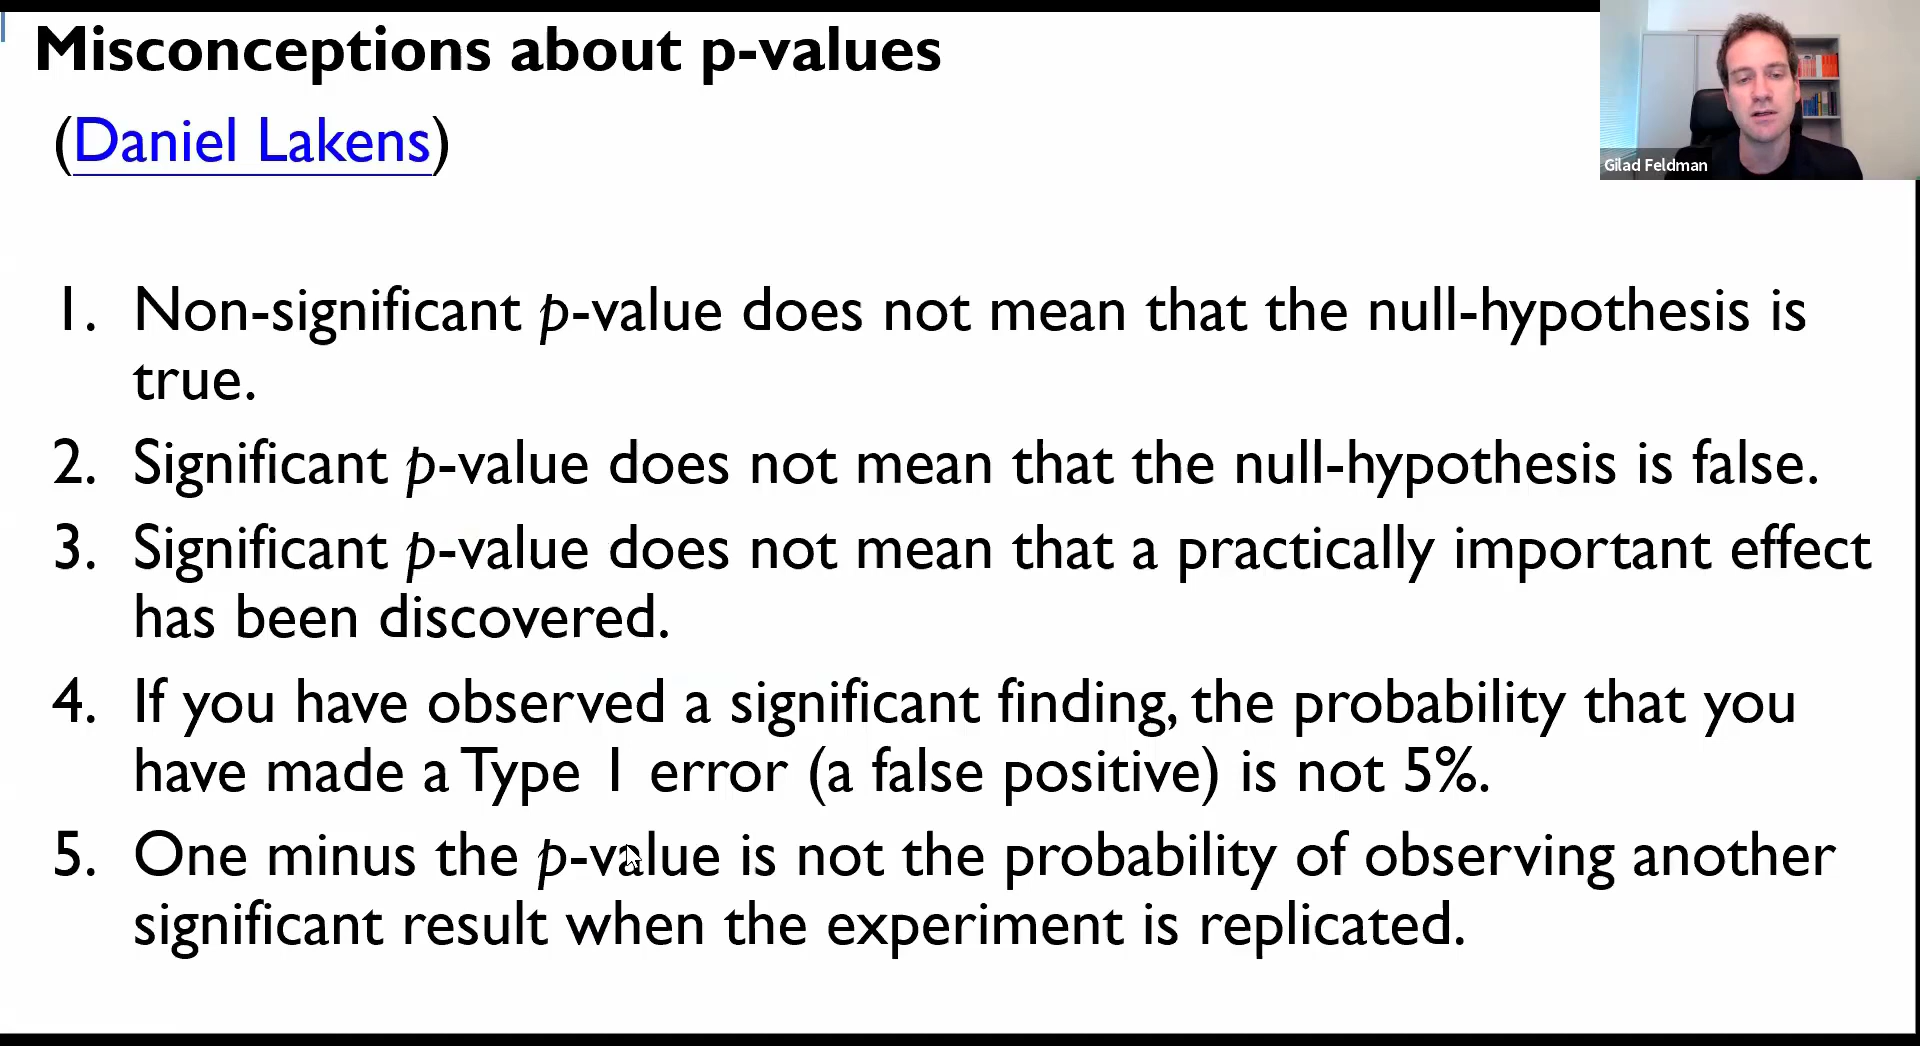 Misconceptions about p-values
(Daniel Lakens)
Gilad Feldman
1. Non-significant p-value does not mean that the null-hypothesis is
true.
2. Significant p-value does not mean that the null-hypothesis is false.
3. Significant p-value does not mean that a practically important effect
has been discovered.
4. If you have observed a significant finding, the probability that you
have made a Type 1 error (a false positive) is not 5%.
5. One minus the p-value is not the probability of observing another
significant result when the experiment is replicated.